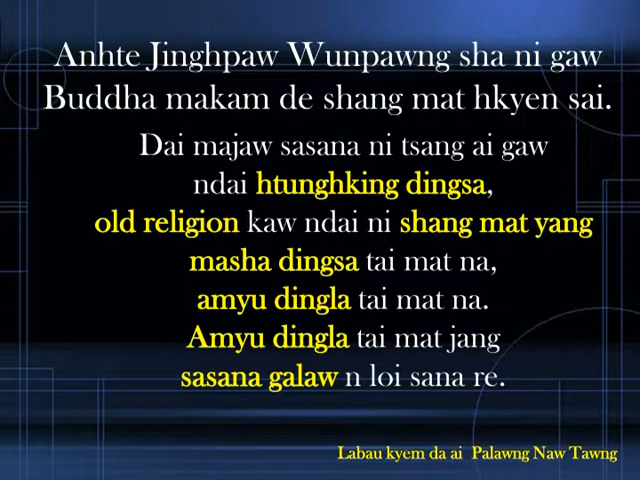 Anhte Jinghpaw Wunpawng sha ni gaw
Buddha makam de shang mat hkyen sai.
Dai majaw sasana ni tsang ai gaw
ndai htunghking dingsa,
old religion kaw ndai ni shang mat yang
masha dingsa tai mat na,
amyu dingla tai mat na.
Amyu dingla tai mat jang
sasana galaw n loi sana re.
Labau kyem da ai Palawng Naw Tawng